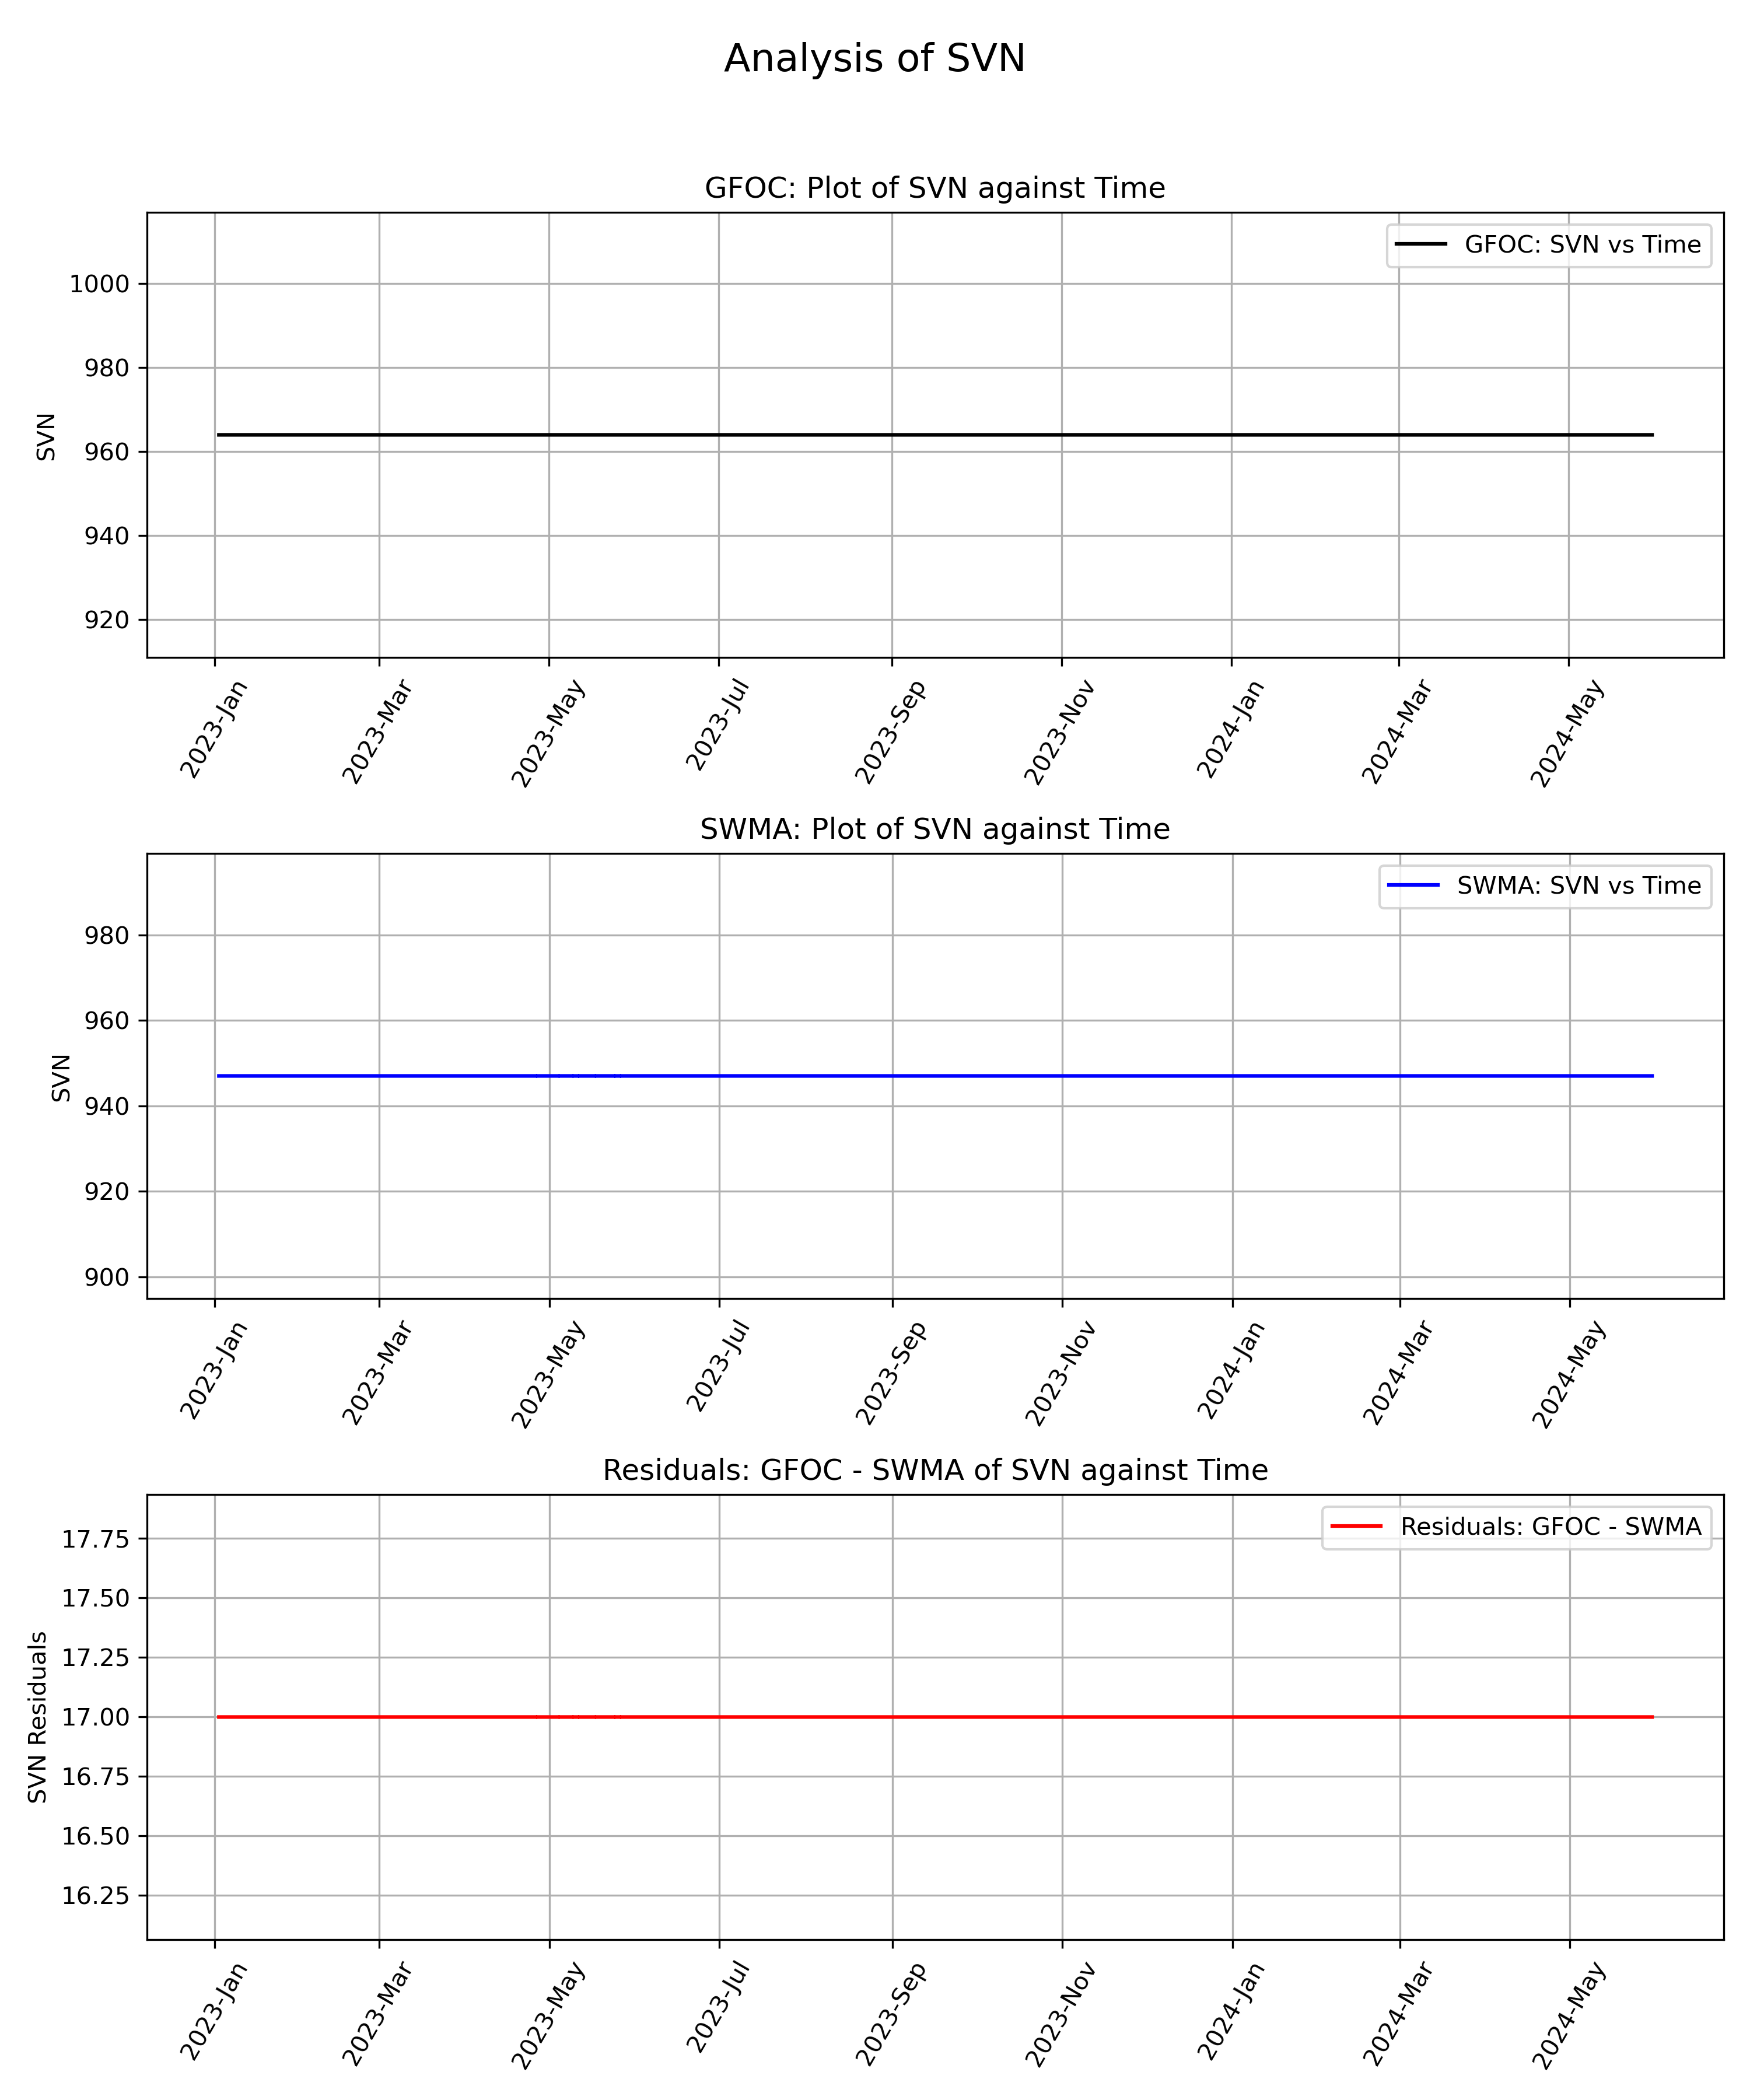 Analysis of SVN
GFOC: Plot of SVN against Time
GFOC: SVN vs Time
SVN
1000
980
960
940
920
2023-Jan
2023-Mar
2023-May
2023-Jul
2023-Sep
2023-Nov
2024-Jan
2024-Mar
2024-May
SWMA: Plot of SVN against Time
SWMA: SVN vs Time
SVN
980
960
940
920
900
2023-Jan
2023-Mar
2023-May
2023-Jul
2023-Sep
2023-Nov
2024-Jan
2024-Mar
2024-May
Residuals: GFOC - SWMA of SVN against Time
Residuals: GFOC - SWMA
SVN Residuals
17.75
17.50
17.25
17.00
16.75
16.50
16.25
2023-Jan
2023-Mar
2023-May
2023-Jul
2023-Sep
2023-Nov
2024-Jan
2024-Mar
2024-May